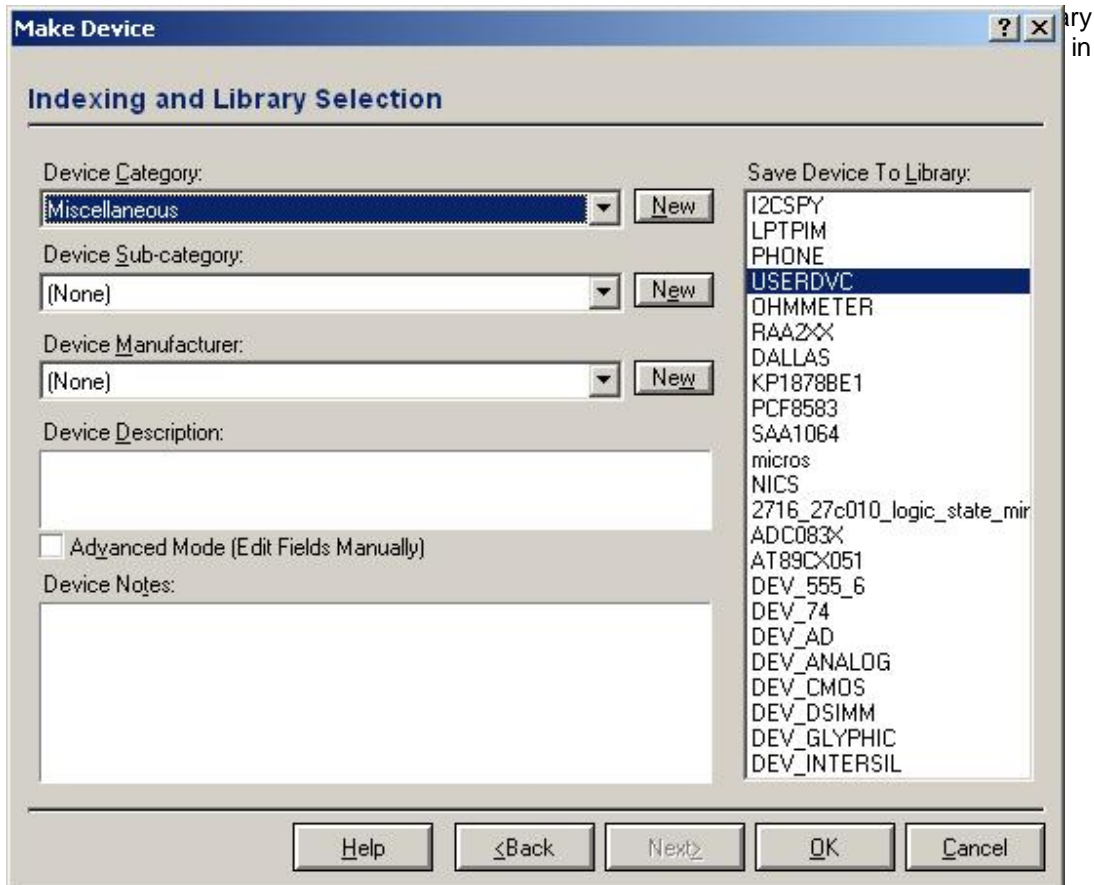 Make Device
ary
in
Indexing and Library Selection
Device Category:
Miscellaneous
New
Device Sub-category:
(None)
New
Device Manufacturer:
(None)
New
Device Description:
Advanced Mode (Edit Fields Manually)
Device Notes:
Save Device To Library:
I2CSPY
LPTPIM
PHONE
USERDVC
OHMMETER
RAA2XX
DALLAS
KP1878BE1
PCF8583
SAA1064
micros
NICS
2716_27c010_logic_state_mir
ADC083X
AT89CX051
DEV_555_6
DEV_74
DEV_AD
DEV_ANALOG
DEV_CMOS
DEV_DSIMM
DEV_GLYPHIC
DEV_INTERSIL
Help
<Back
Next>
OK
Cancel